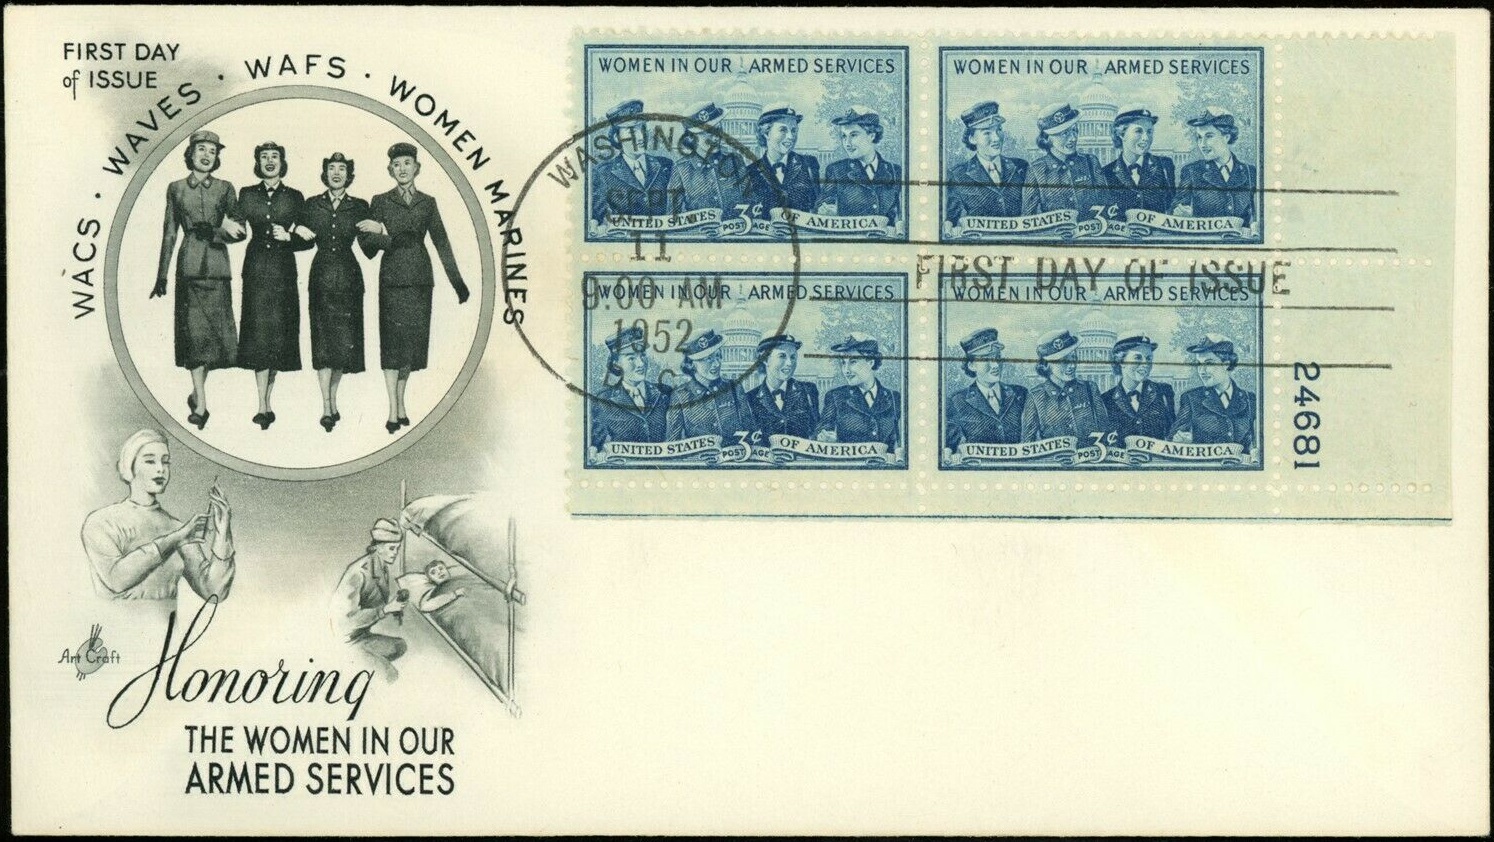 FIRST DAY
of ISSUE
WACS · WAVES · WAFS · WOMEN MARINES
Art Craft
Honoring
THE WOMEN IN OUR
ARMED SERVICES
WOMEN IN OUR ARMED SERVICES
UNITED STATES 3¢ OF AMERICA
POSTAGE
WOMEN IN OUR ARMED SERVICES
UNITED STATES 3¢ OF AMERICA
POSTAGE
WOMEN IN OUR ARMED SERVICES
UNITED STATES 3¢ OF AMERICA
POSTAGE
WOMEN IN OUR ARMED SERVICES
UNITED STATES 3¢ OF AMERICA
POSTAGE
WASHINGTON
SEPT.
11
9:00 AM
1952
D. C.
FIRST DAY OF ISSUE
24681